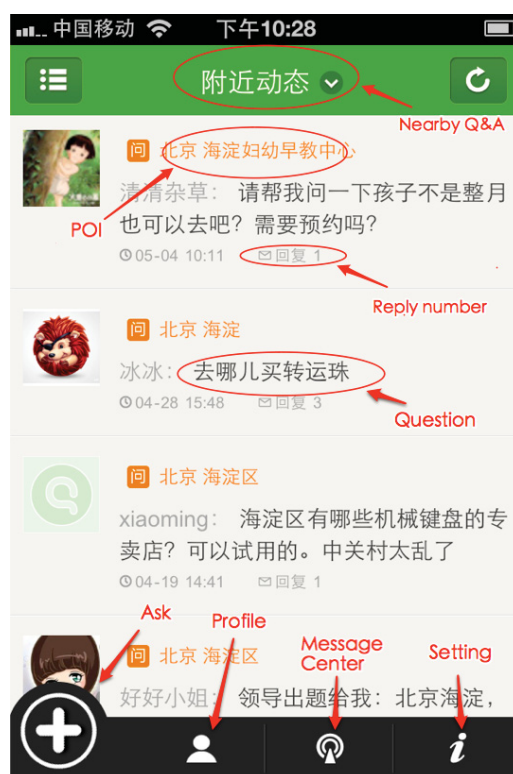 中国移动 下午10:28
附近动态
Nearby Q&A
问 北京 海淀妇幼早教中心
清清杂草： 请帮我问一下孩子不是整月
POI
也可以去吧？需要预约吗？
05-04 10:11 回复 1
Reply number
问 北京 海淀
冰冰： 去哪儿买转运珠
04-28 15:48 回复 3
Question
问 北京 海淀区
xiaoming： 海淀区有哪些机械键盘的专
卖店？可以试用的。中关村太乱了
04-19 14:41 回复 1
Ask
Profile
Message
Center
Setting
问 北京 海淀区
好好小姐： 领导出题给我：北京海淀，